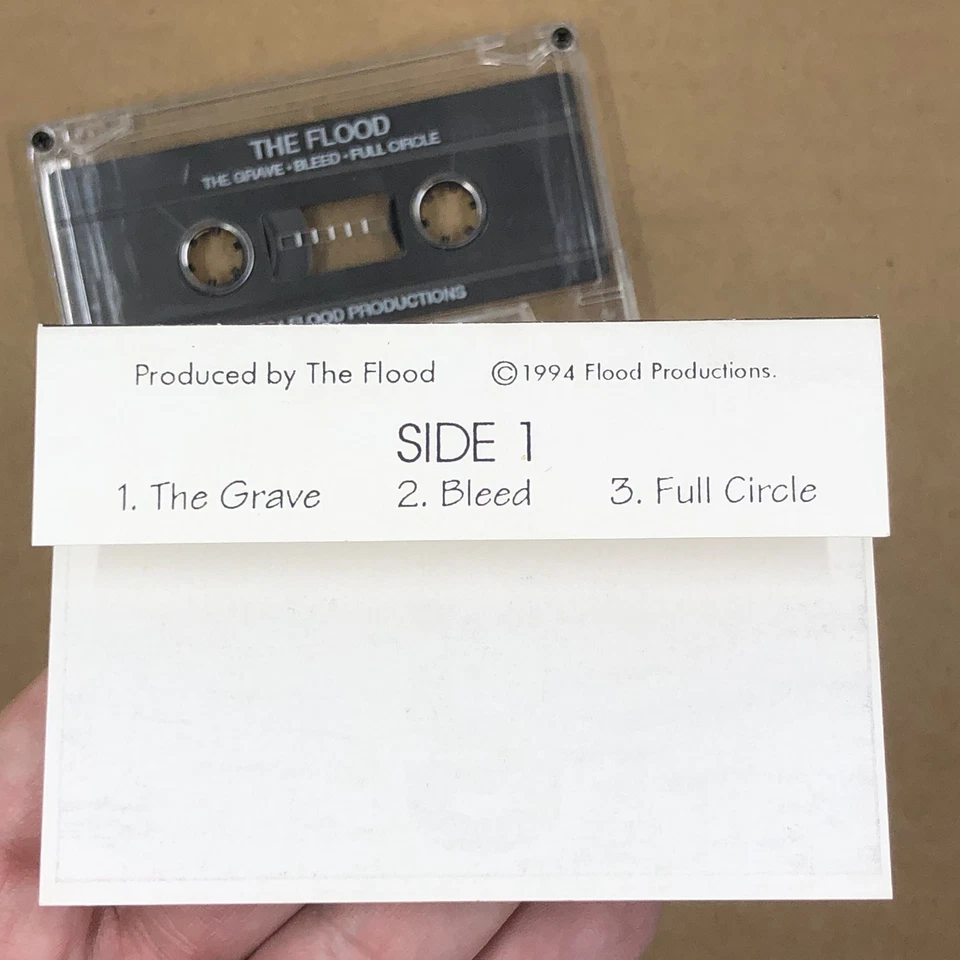 THE FLOOD
THE GRAVE • BLEED • FULL CIRCLE
FLOOD PRODUCTIONS
Produced by The Flood ©1994 Flood Productions.
SIDE 1
1. The Grave 2. Bleed 3. Full Circle